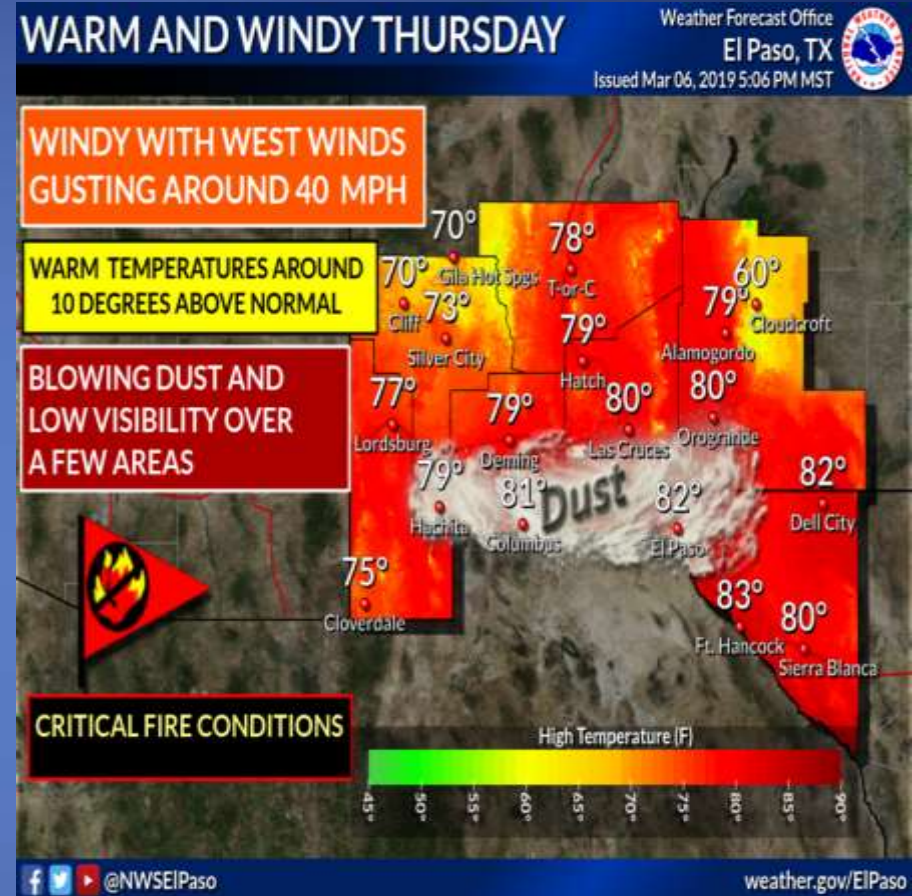 WARM AND WINDY THURSDAY
Weather Forecast Office
El Paso, TX
Issued Mar 06, 2019 5:06 PM MST
WINDY WITH WEST WINDS
GUSTING AROUND 40 MPH
WARM TEMPERATURES AROUND
10 DEGREES ABOVE NORMAL
BLOWING DUST AND
LOW VISIBILITY OVER
A FEW AREAS
70°
Gila Hot Spgs
78°
T-or-C
70°
Cliff
73°
Silver City
60°
Cloudcroft
79°
Alamogordo
79°
Hatch
77°
Lordsburg
79°
Deming
80°
Las Cruces
80°
Orogrande
79°
Hachita
81°
Columbus
Dust
82°
El Paso
82°
Dell City
75°
Cloverdale
83°
Ft. Hancock
80°
Sierra Blanca
CRITICAL FIRE CONDITIONS
High Temperature (F)
45° 50° 55° 60° 65° 70° 75° 80° 85° 90°
@NWSElPaso
weather.gov/ElPaso